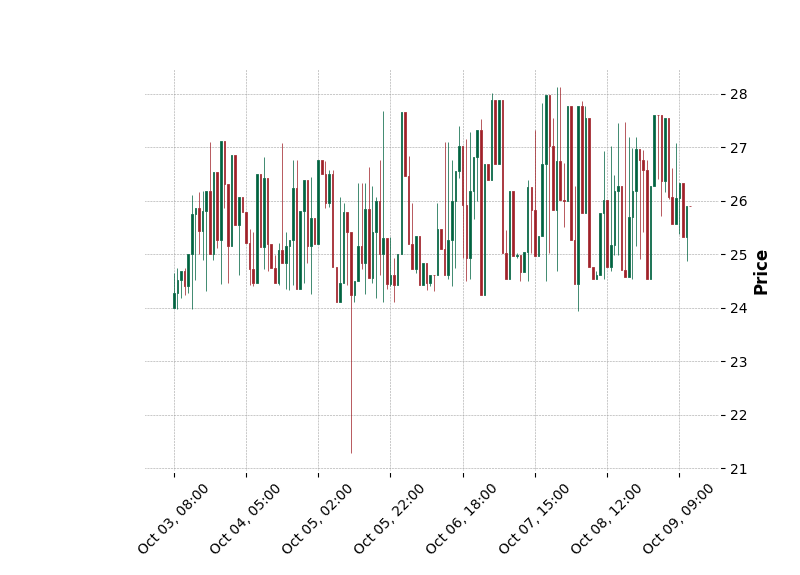 28
27
26
25
24
23
22
21
Price
Oct 03, 08:00
Oct 04, 05:00
Oct 05, 02:00
Oct 05, 22:00
Oct 06, 18:00
Oct 07, 15:00
Oct 08, 12:00
Oct 09, 09:00